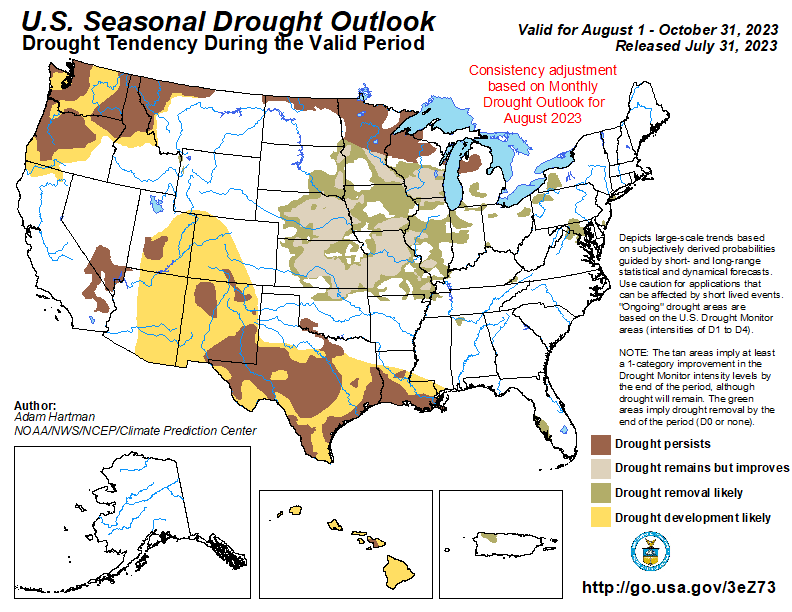 U.S. Seasonal Drought Outlook
Drought Tendency During the Valid Period
Valid for August 1 - October 31, 2023
Released July 31, 2023
Consistency adjustment
based on Monthly
Drought Outlook for
August 2023
Depicts large-scale trends based
on subjectively derived probabilities
guided by short- and long-range
statistical and dynamical forecasts.
Use caution for applications that
can be affected by short lived events.
"Ongoing" drought areas are
based on the U.S. Drought Monitor
areas (intensities of D1 to D4).
NOTE: The tan areas imply at least
a 1-category improvement in the
Drought Monitor intensity levels by
the end of the period, although
drought will remain. The green
areas imply drought removal by the
end of the period (D0 or none).
Author:
Adam Hartman
NOAA/NWS/NCEP/Climate Prediction Center
Drought persists
Drought remains but improves
Drought removal likely
Drought development likely
http://go.usa.gov/3eZ73